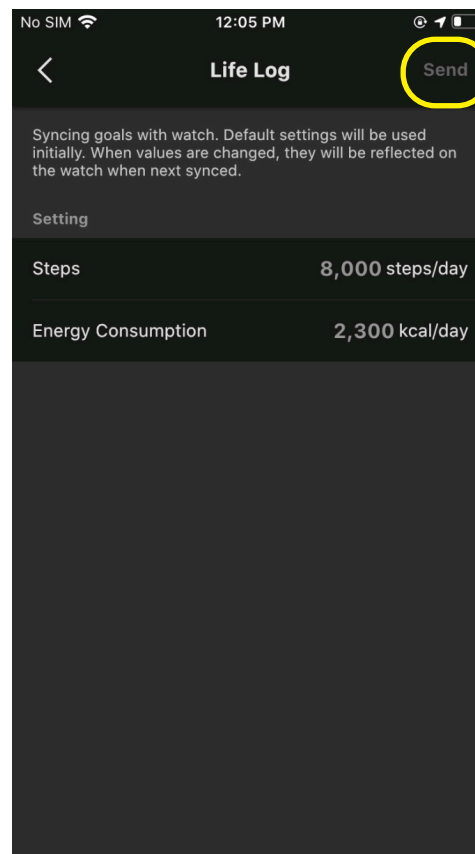 No SIM 12:05 PM
Life Log Send
Syncing goals with watch. Default settings will be used
initially. When values are changed, they will be reflected on
the watch when next synced.
Setting
Steps 8,000 steps/day
Energy Consumption 2,300 kcal/day